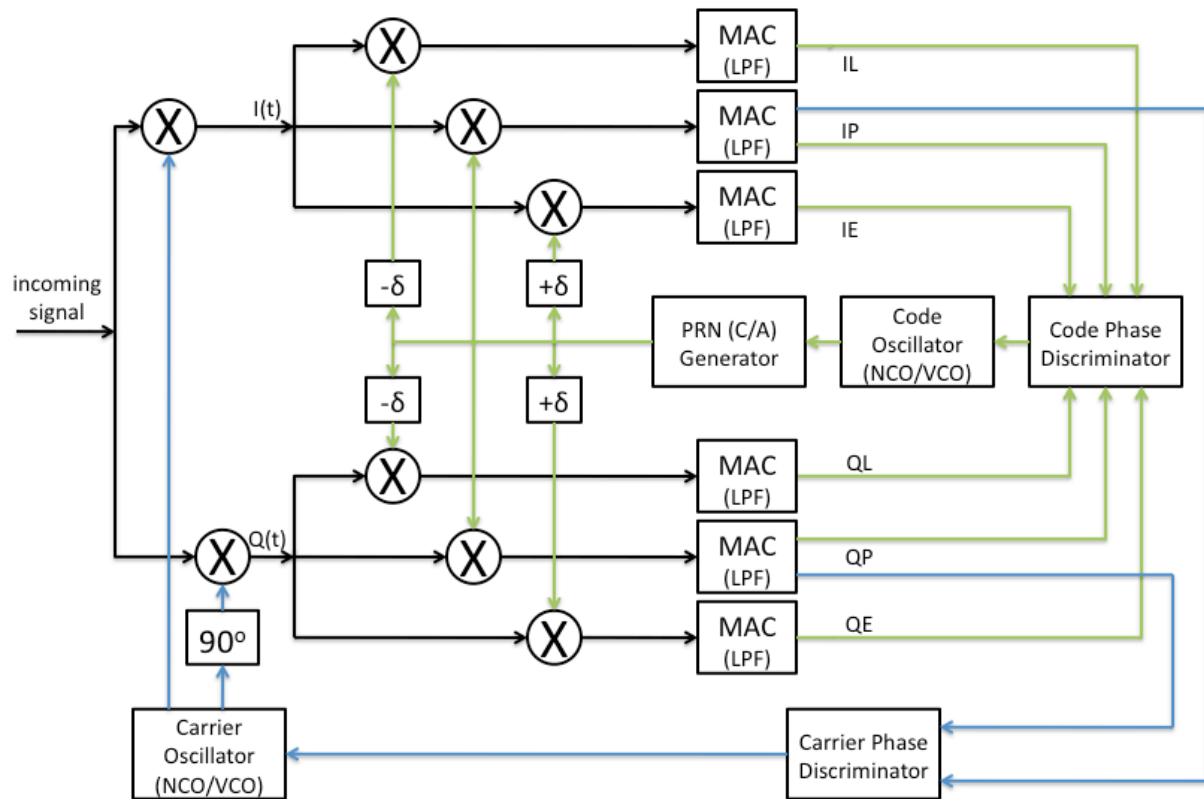 X
MAC
(LPF)
IL
X
I(t)
X
MAC
(LPF)
IP
X
MAC
(LPF)
IE
incoming
signal
-δ
+δ
PRN (C/A)
Generator
Code
Oscillator
(NCO/VCO)
Code Phase
Discriminator
-δ
+δ
X
MAC
(LPF)
QL
X
Q(t)
X
MAC
(LPF)
QP
90o
X
MAC
(LPF)
QE
Carrier
Oscillator
(NCO/VCO)
Carrier Phase
Discriminator